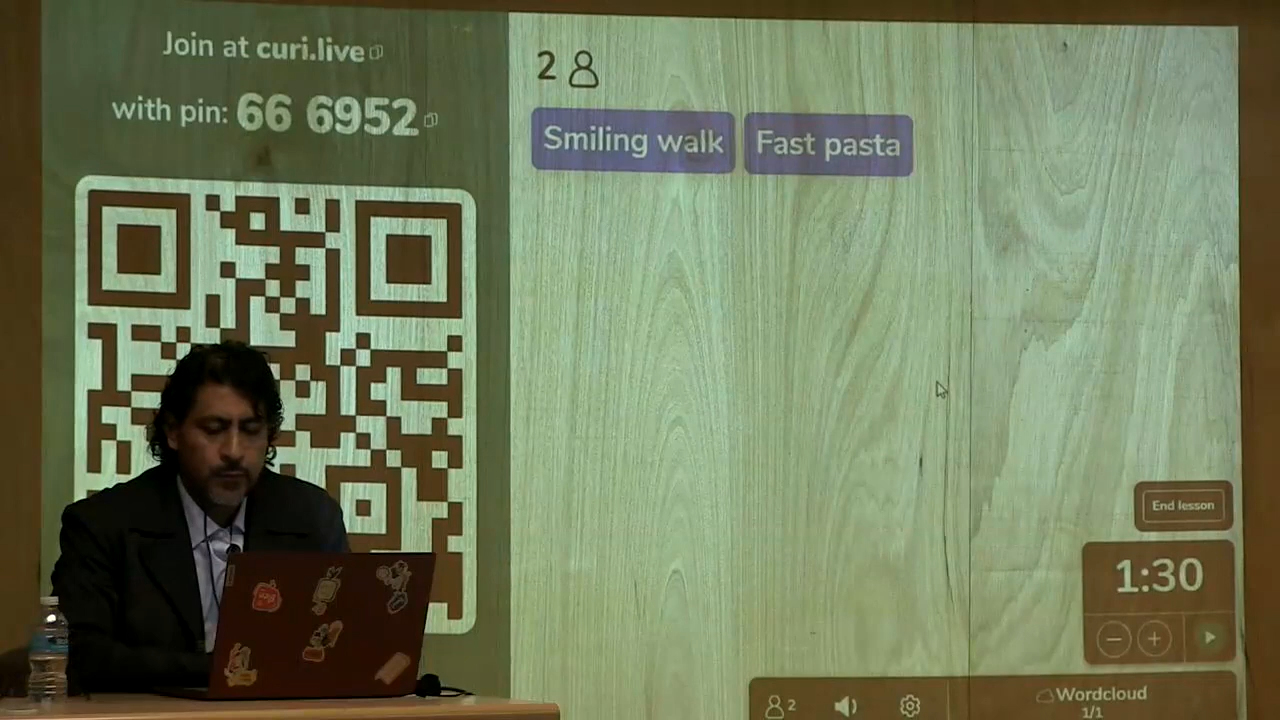 Join at curi.live
with pin: 66 6952
2
Smiling walk
Fast pasta
End lesson
1:30
2
Wordcloud
1/1